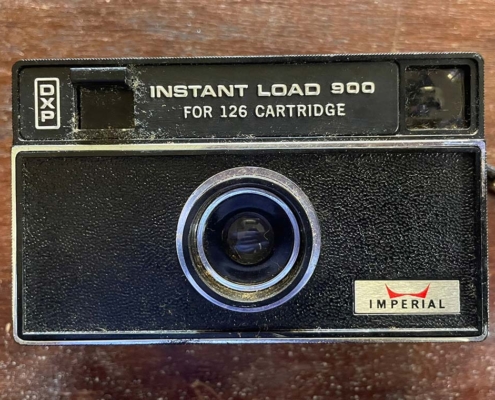 DXP
INSTANT LOAD 900
FOR 126 CARTRIDGE
IMPERIAL